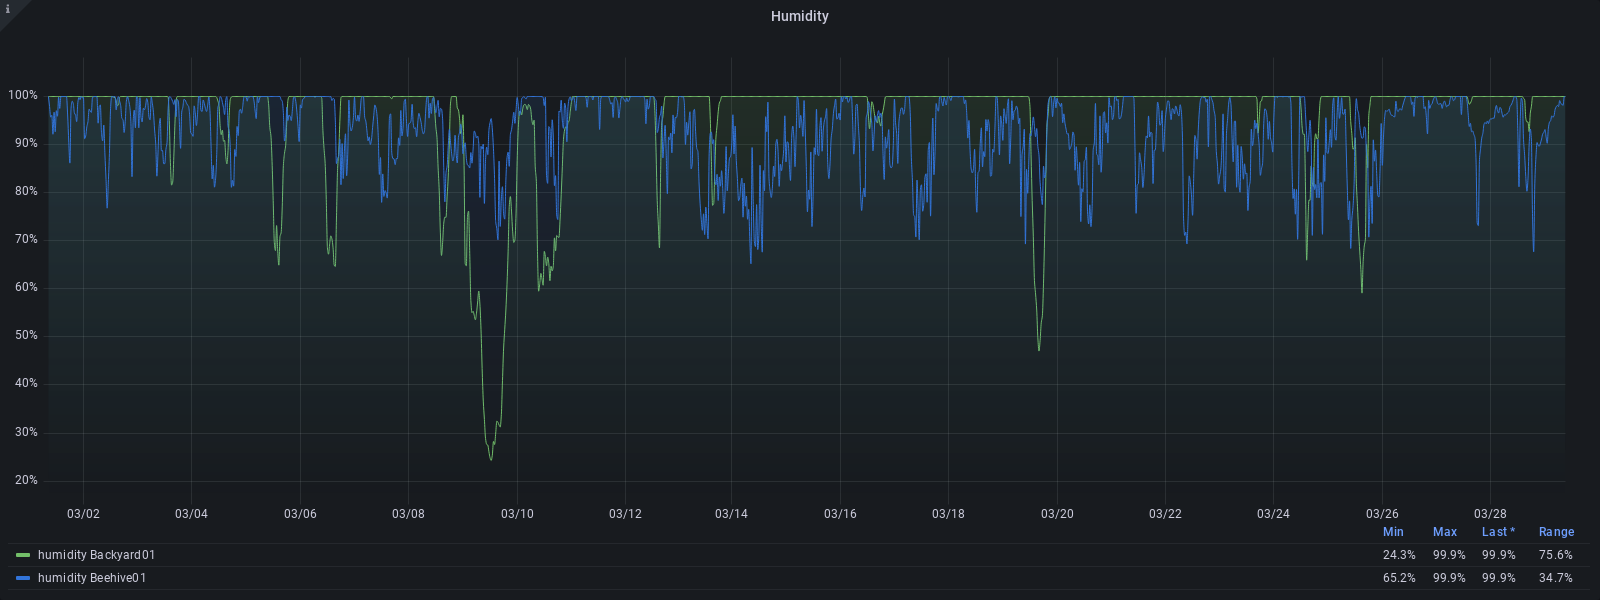 i
Humidity
100%
90%
80%
70%
60%
50%
40%
30%
20%
03/02 03/04 03/06 03/08 03/10 03/12 03/14 03/16 03/18 03/20 03/22 03/24 03/26 03/28
Min Max Last * Range
humidity Backyard01 24.3% 99.9% 99.9% 75.6%
humidity Beehive01 65.2% 99.9% 99.9% 34.7%